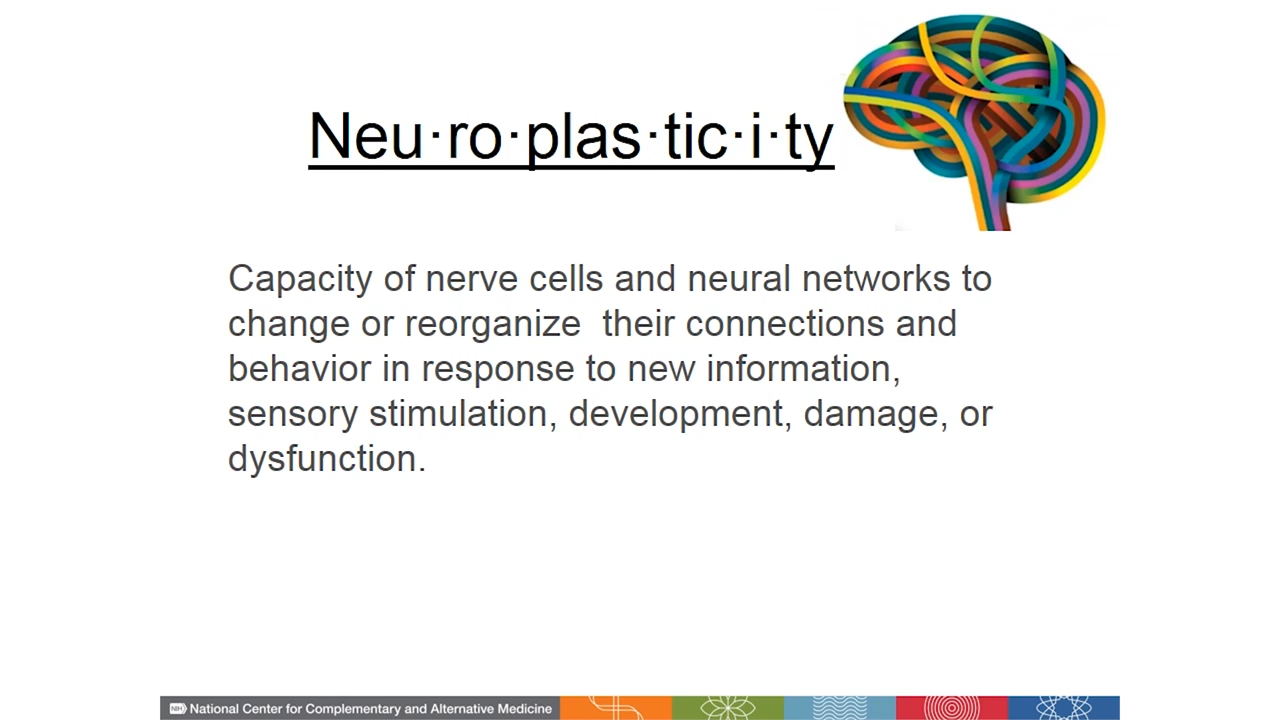 Neu·ro·plas·tic·i·ty
Capacity of nerve cells and neural networks to
change or reorganize  their connections and
behavior in response to new information,
sensory stimulation, development, damage, or
dysfunction.
NIH National Center for Complementary and Alternative Medicine